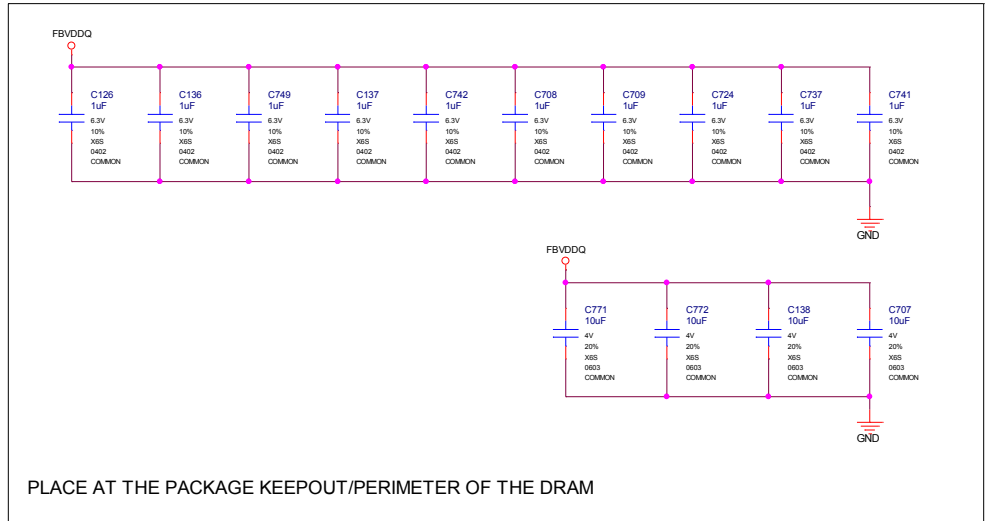 FBVDDQ
C126 C136 C749 C137 C742 C708 C709 C724 C737 C741
1uF 1uF 1uF 1uF 1uF 1uF 1uF 1uF 1uF 1uF
6.3V 6.3V 6.3V 6.3V 6.3V 6.3V 6.3V 6.3V 6.3V 6.3V
10% 10% 10% 10% 10% 10% 10% 10% 10% 10%
X6S X6S X6S X6S X6S X6S X6S X6S X6S X6S
0402 0402 0402 0402 0402 0402 0402 0402 0402 0402
COMMON COMMON COMMON COMMON COMMON COMMON COMMON COMMON COMMON COMMON
GND
FBVDDQ
C771 C772 C138 C707
10uF 10uF 10uF 10uF
4V 4V 4V 4V
20% 20% 20% 20%
X6S X6S X6S X6S
0603 0603 0603 0603
COMMON COMMON COMMON COMMON
GND
PLACE AT THE PACKAGE KEEPOUT/PERIMETER OF THE DRAM